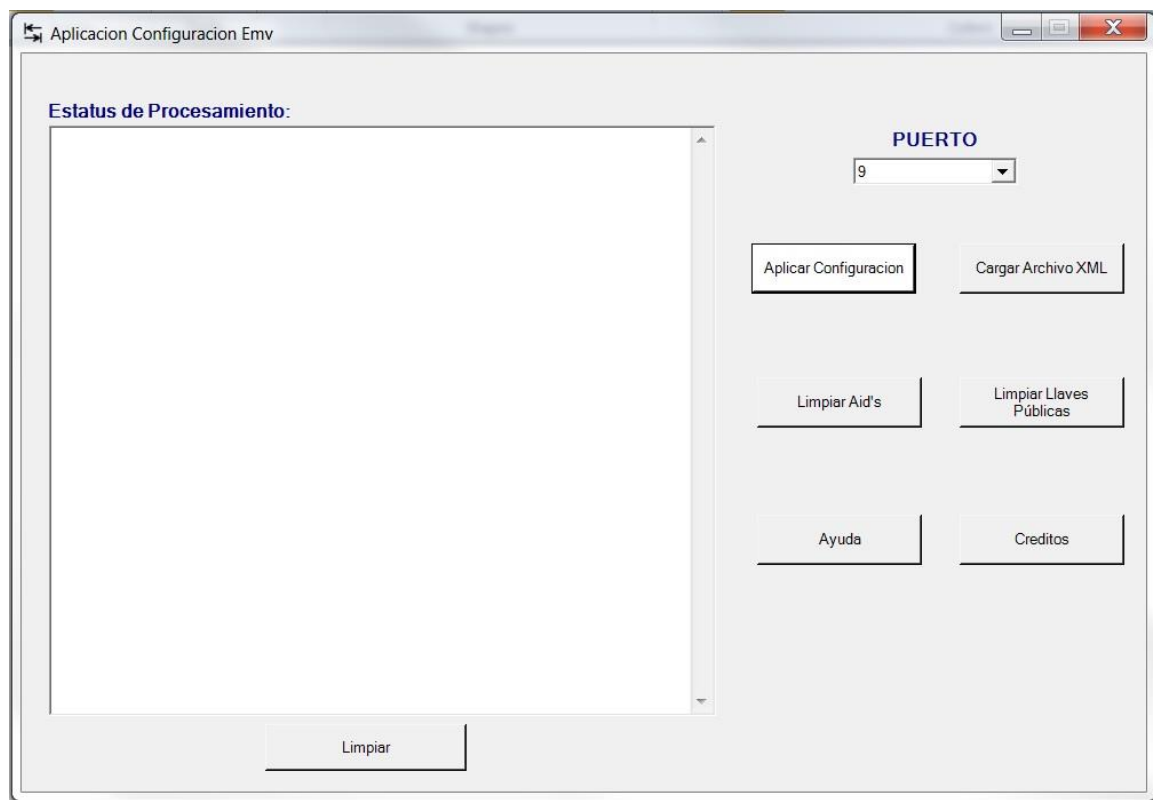 Aplicacion Configuracion Emv
Estatus de Procesamiento:
PUERTO
9
Aplicar Configuracion
Cargar Archivo XML
Limpiar Aid's
Limpiar Llaves
Públicas
Ayuda
Creditos
Limpiar